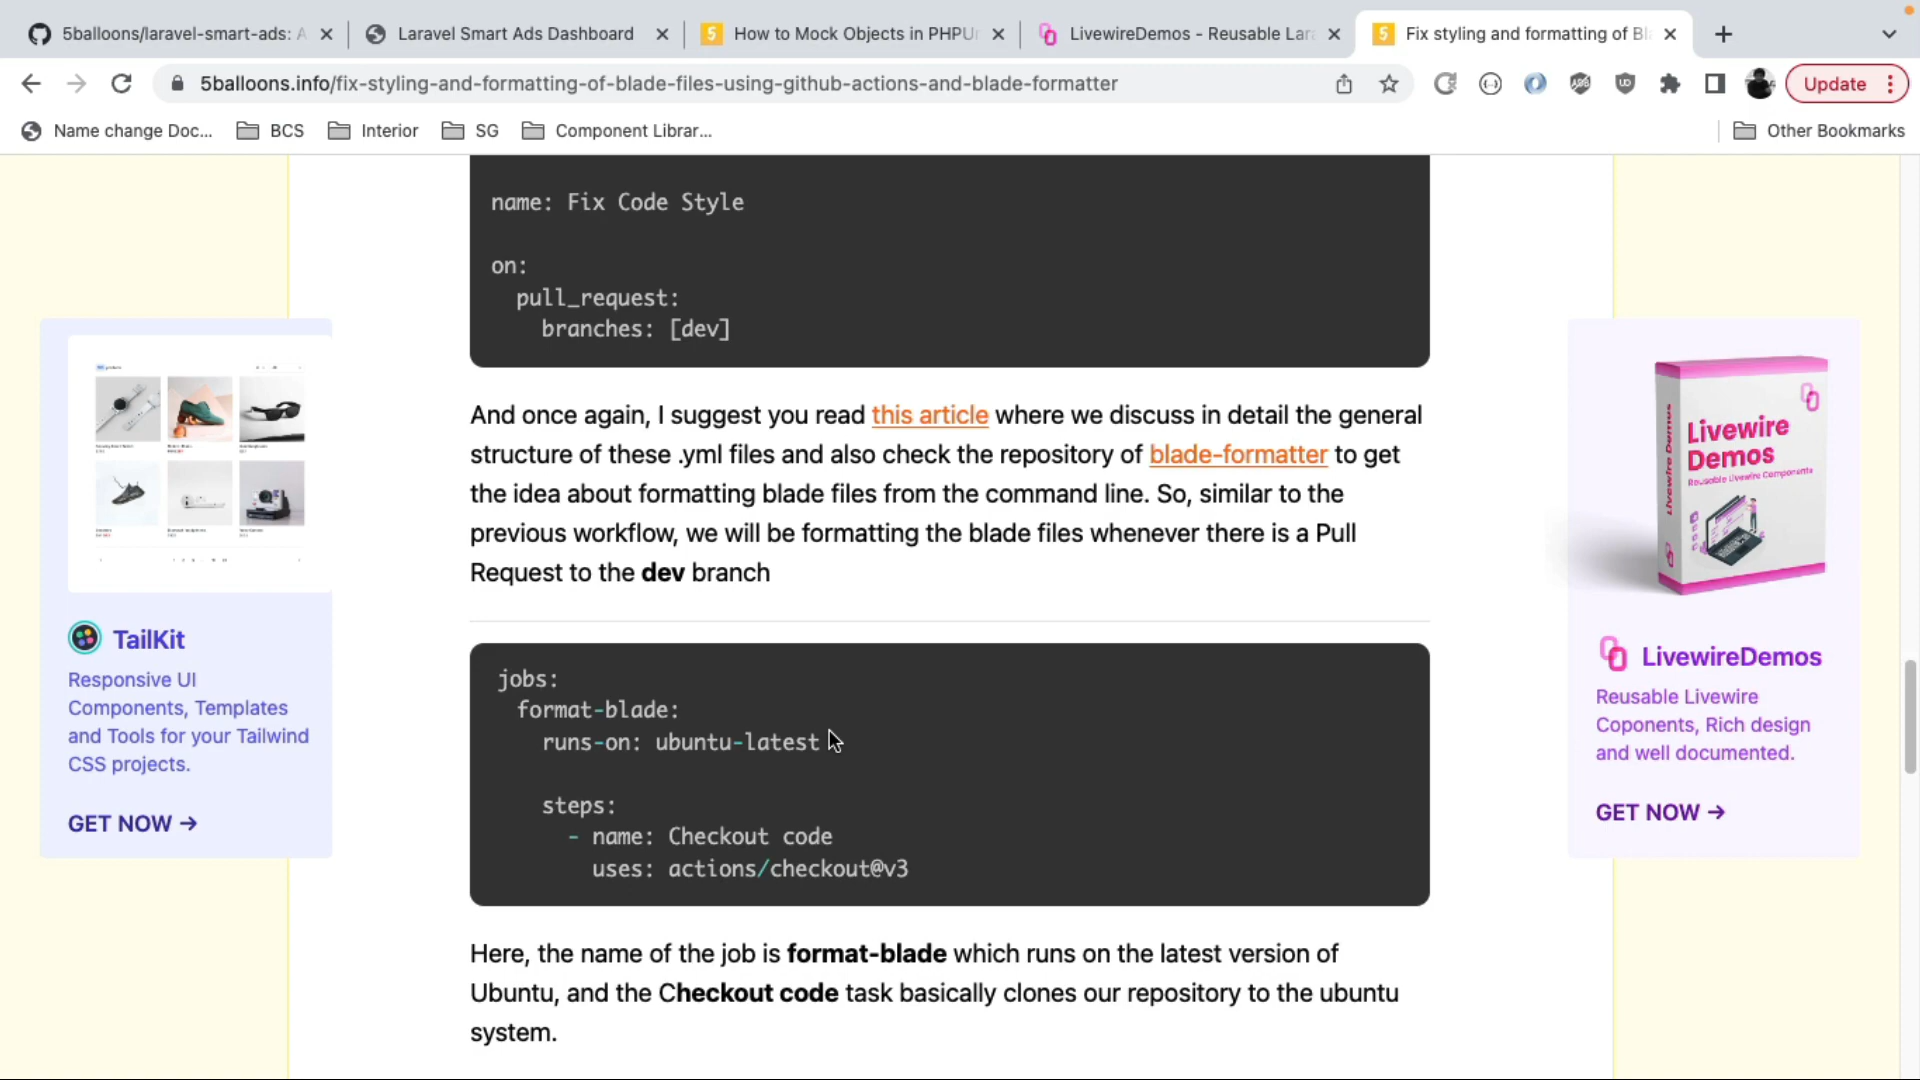 5balloons/laravel-smart-ads: A
Laravel Smart Ads Dashboard
How to Mock Objects in PHPUn
LivewireDemos - Reusable Lara
Fix styling and formatting of Bl
5balloons.info/fix-styling-and-formatting-of-blade-files-using-github-actions-and-blade-formatter
Update
Name change Doc...
BCS
Interior
SG
Component Librar...
Other Bookmarks
name: Fix Code Style
on:
pull_request:
branches: [dev]
And once again, I suggest you read this article where we discuss in detail the general
structure of these .yml files and also check the repository of blade-formatter to get
the idea about formatting blade files from the command line. So, similar to the
previous workflow, we will be formatting the blade files whenever there is a Pull
Request to the dev branch
jobs:
format-blade:
runs-on: ubuntu-latest
steps:
- name: Checkout code
uses: actions/checkout@v3
Here, the name of the job is format-blade which runs on the latest version of
Ubuntu, and the Checkout code task basically clones our repository to the ubuntu
system.
TailKit
Responsive UI
Components, Templates
and Tools for your Tailwind
CSS projects.
GET NOW →
Livewire Demos
Livewire
Demos
Reusable Livewire Components
LivewireDemos
Reusable Livewire
Coponents, Rich design
and well documented.
GET NOW →